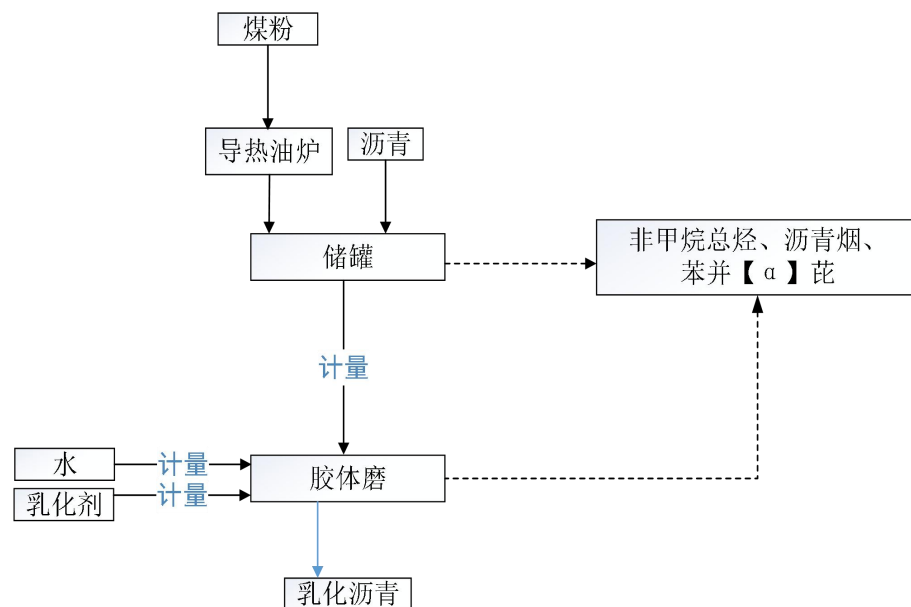 煤粉
导热油炉
沥青
储罐
非甲烷总烃、沥青烟、
苯并【α】芘
计量
水
计量
乳化剂
计量
胶体磨
乳化沥青